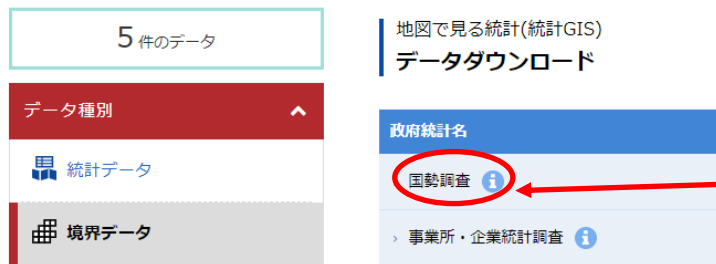 5 件のデータ
データ種別
統計データ
境界データ
地図で見る統計(統計GIS)
データダウンロード
政府統計名
国勢調査
事業所・企業統計調査